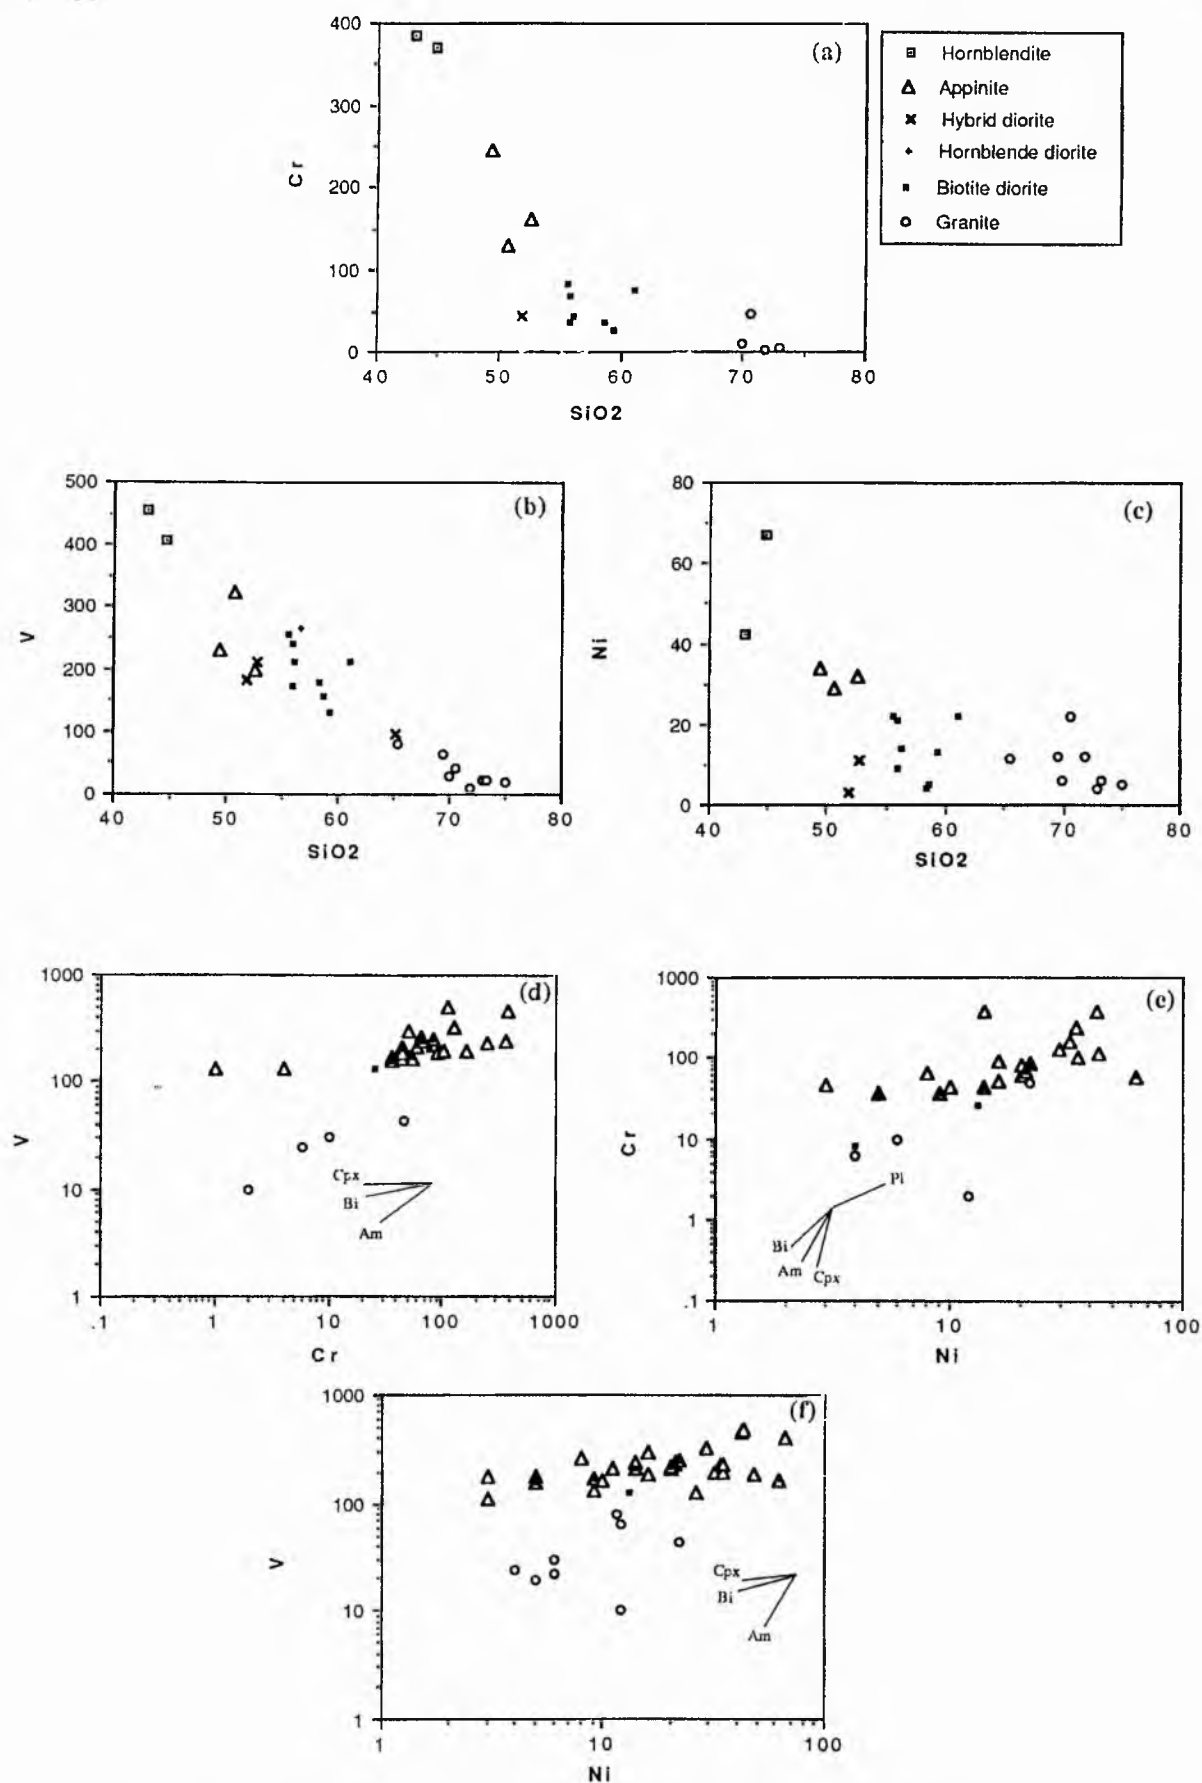 400
300
200
100
0
Cr
40 50 60 70 80
SiO2
(a)
Hornblendite
Appinite
Hybrid diorite
Hornblende diorite
Biotite diorite
Granite
500
400
300
200
100
0
V
40 50 60 70 80
SiO2
(b)
80
60
40
20
0
Ni
40 50 60 70 80
SiO2
(c)
1000
100
10
1
V
.1 1 10 100 1000
Cr
(d)
Cpx
Bi
Am
1000
100
10
1
.1
Cr
1 10 100
Ni
(e)
Pl
Bi
Am
Cpx
1000
100
10
1
V
1 10 100
Ni
(f)
Cpx
Bi
Am